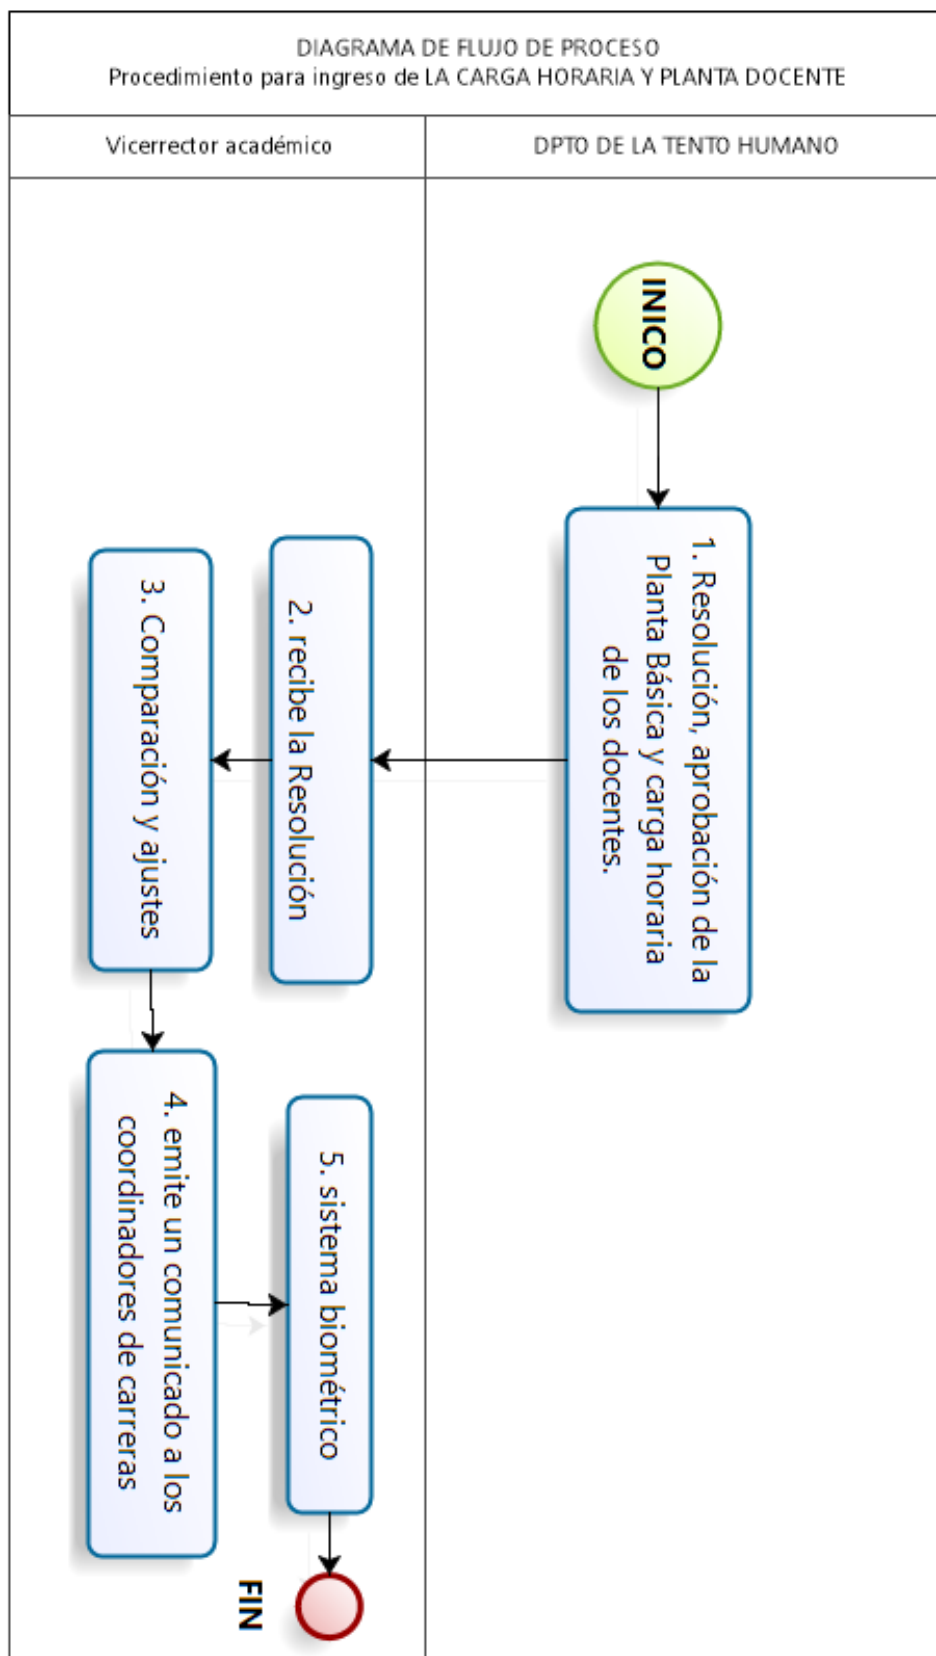 DIAGRAMA DE FLUJO DE PROCESO
Procedimiento para ingreso de LA CARGA HORARIA Y PLANTA DOCENTE
Vicerrector académico
DPTO DE LA TENTO HUMANO
INICO
1. Resolución, aprobación de la
Planta Básica y carga horaria
de los docentes.
2. recibe la Resolución
3. Comparación y ajustes
4. emite un comunicado a los
coordinadores de carreras
5. sistema biométrico
FIN